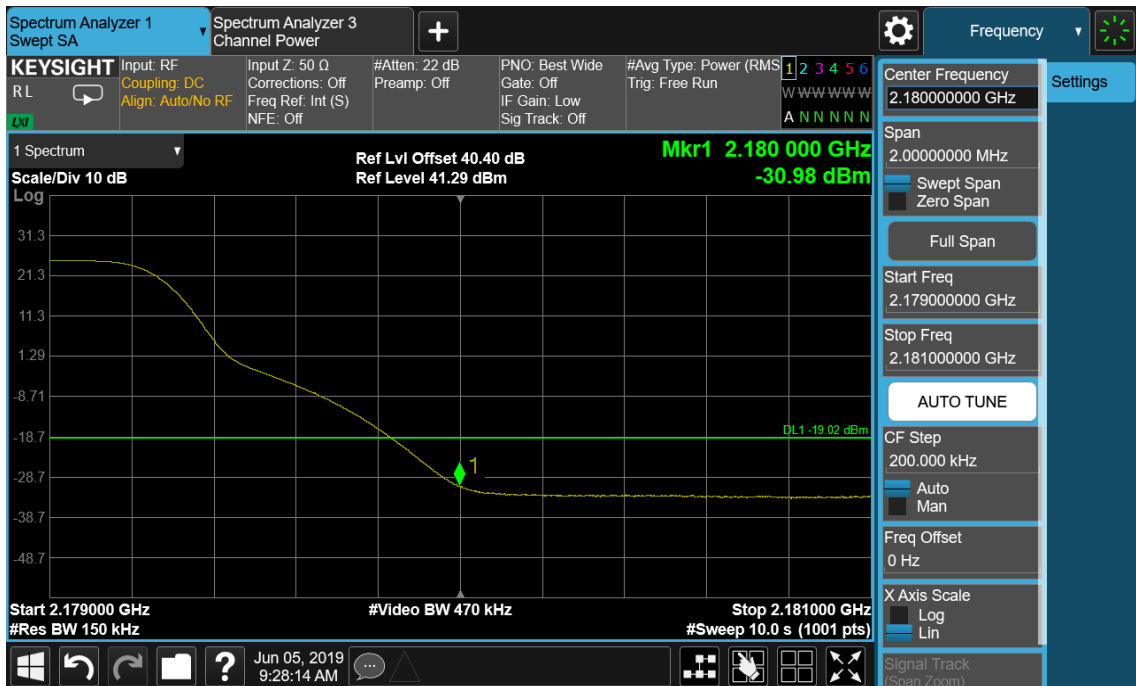 Spectrum Analyzer 1
Swept SA
Spectrum Analyzer 3
Channel Power
Frequency
KEYSIGHT
R L
LXI
Input: RF
Coupling: DC
Align: Auto/No RF
Input Z: 50 Ω
Corrections: Off
Freq Ref: Int (S)
NFE: Off
#Atten: 22 dB
Preamp: Off
PNO: Best Wide
Gate: Off
IF Gain: Low
Sig Track: Off
#Avg Type: Power (RMS
Trig: Free Run
1 2 3 4 5 6
W W W W W W
A N N N N N
1 Spectrum
Scale/Div 10 dB
Ref Lvl Offset 40.40 dB
Ref Level 41.29 dBm
Mkr1 2.180 000 GHz
-30.98 dBm
Log
31.3
21.3
11.3
1.29
-8.71
-18.7
-28.7
-38.7
-48.7
DL1 -19.02 dBm
1
Start 2.179000 GHz
#Video BW 470 kHz
Stop 2.181000 GHz
#Res BW 150 kHz
#Sweep 10.0 s (1001 pts)
Center Frequency
2.180000000 GHz
Span
2.00000000 MHz
Swept Span
Zero Span
Full Span
Start Freq
2.179000000 GHz
Stop Freq
2.181000000 GHz
AUTO TUNE
CF Step
200.000 kHz
Auto
Man
Freq Offset
0 Hz
X Axis Scale
Log
Lin
Signal Track
(Span Zoom)
Settings
?
Jun 05, 2019
9:28:14 AM